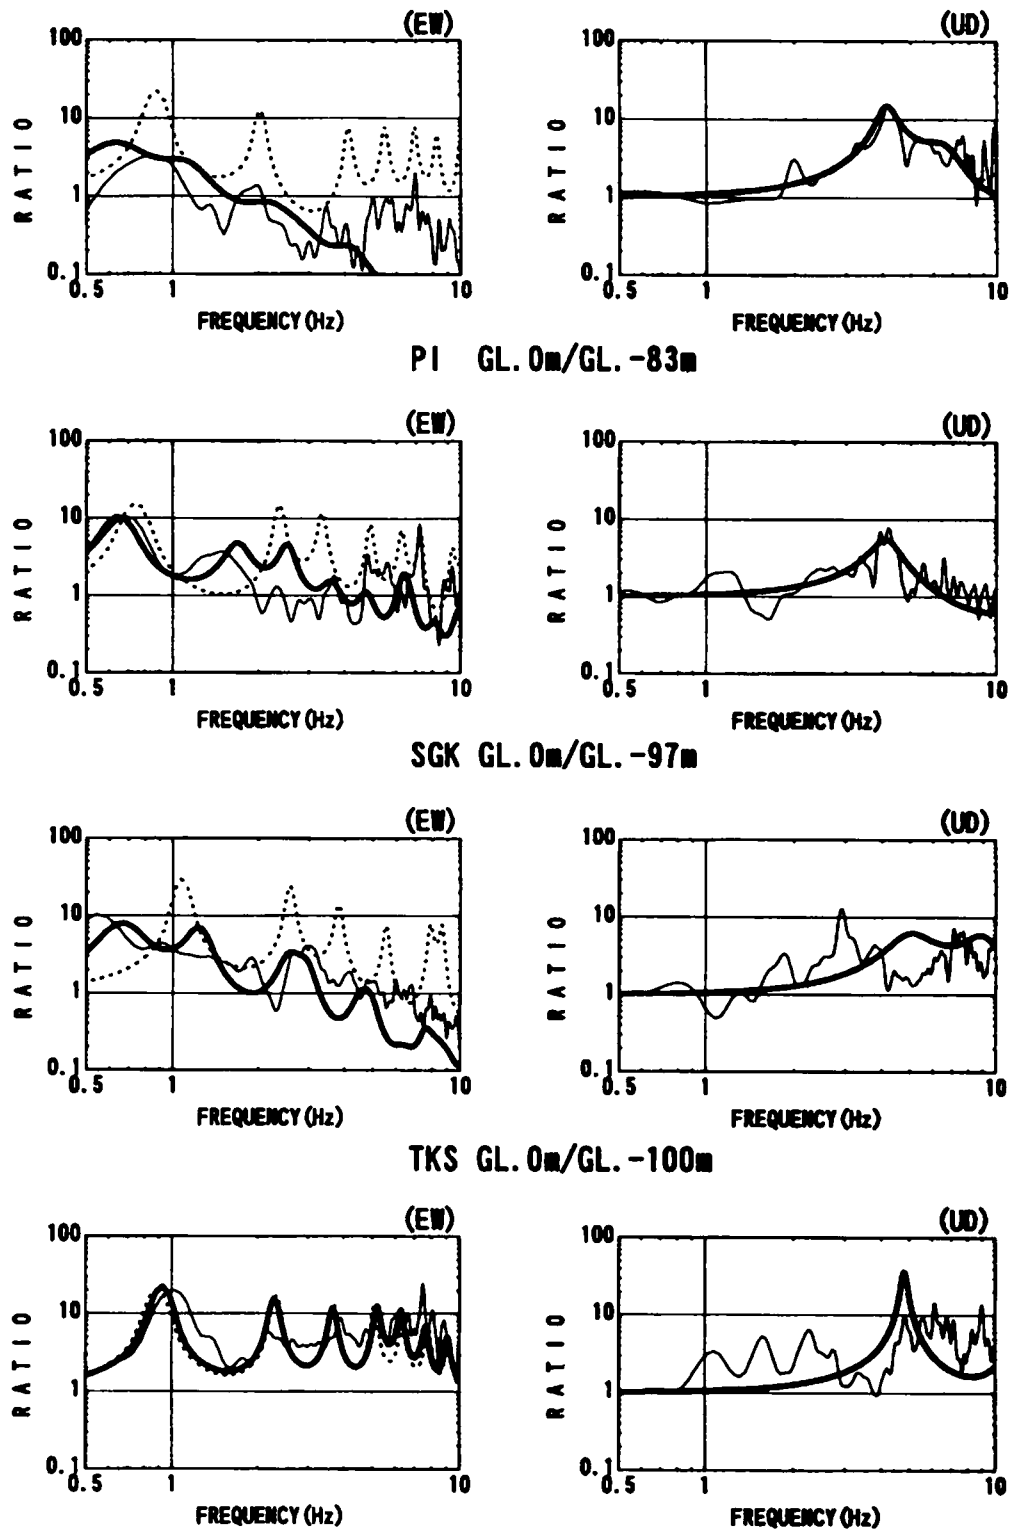 (EW) (UD)
100 100
10 10
RATIO RATIO
1 1
0.1 0.1
0.5 1 10 0.5 1 10
FREQUENCY(Hz) FREQUENCY(Hz)
PI GL.0m/GL.-83m
(EW) (UD)
100 100
10 10
RATIO RATIO
1 1
0.1 0.1
0.5 1 10 0.5 1 10
FREQUENCY(Hz) FREQUENCY(Hz)
SGK GL.0m/GL.-97m
(EW) (UD)
100 100
10 10
RATIO RATIO
1 1
0.1 0.1
0.5 1 10 0.5 1 10
FREQUENCY(Hz) FREQUENCY(Hz)
TKS GL.0m/GL.-100m
(EW) (UD)
100 100
10 10
RATIO RATIO
1 1
0.1 0.1
0.5 1 10 0.5 1 10
FREQUENCY(Hz) FREQUENCY(Hz)